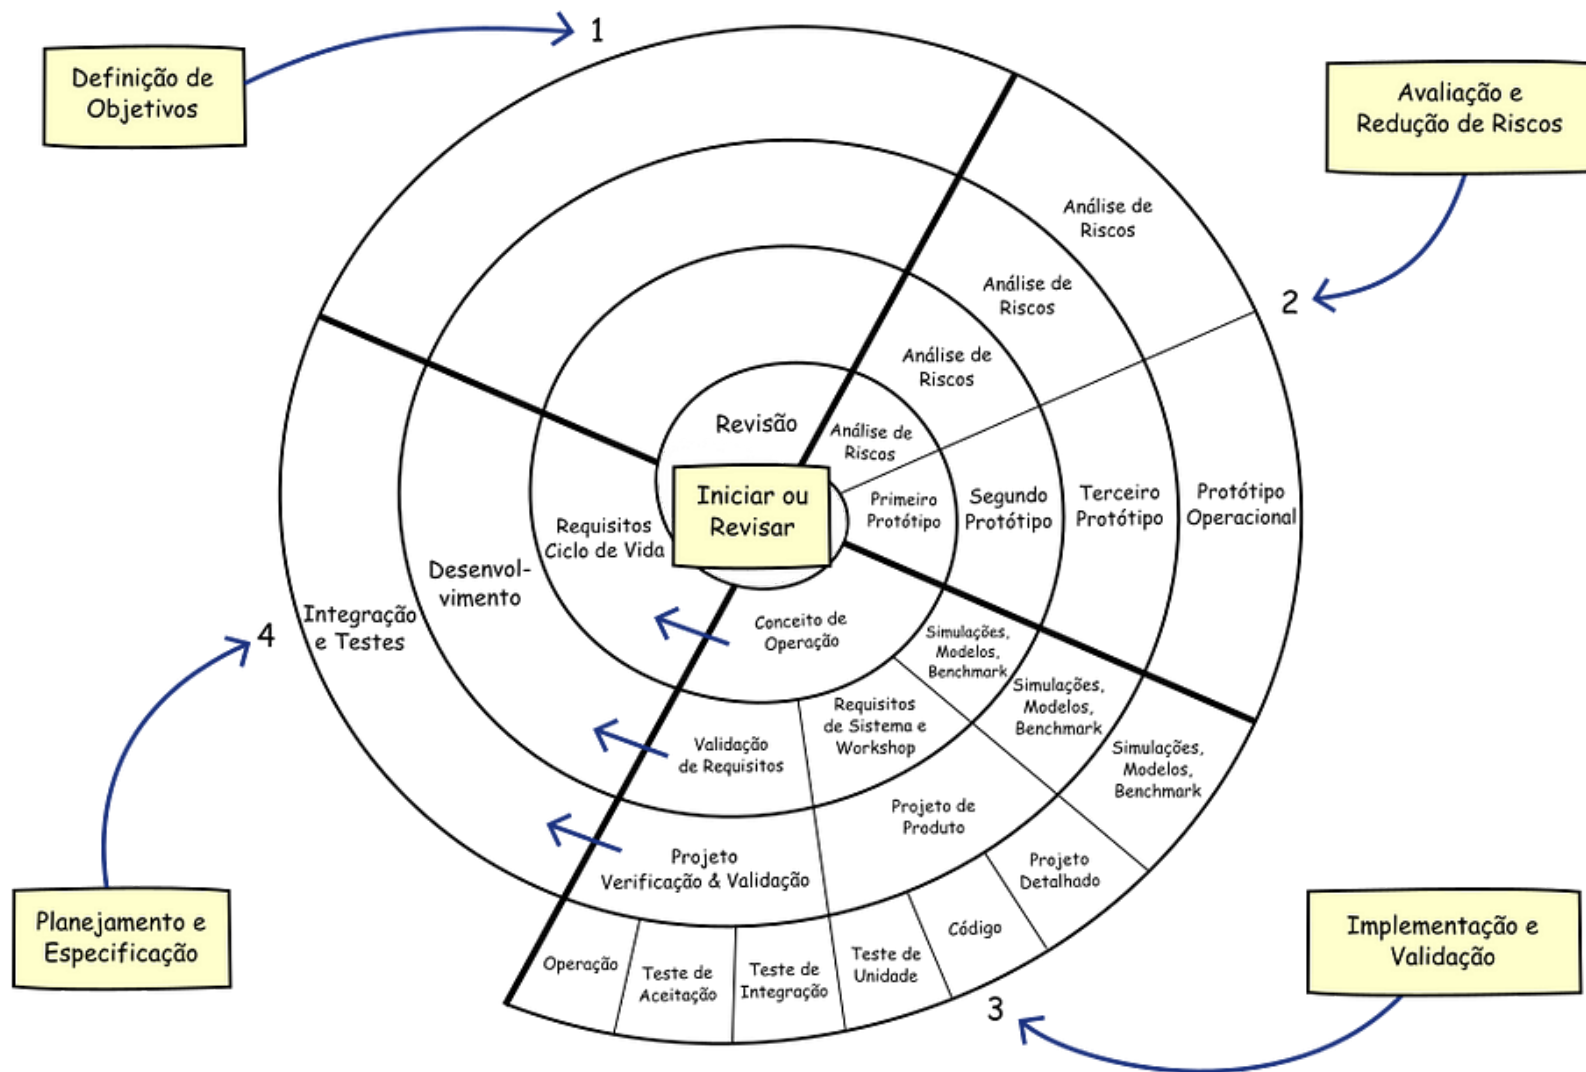 1
Definição de
Objetivos
Avaliação e
Redução de Riscos
2
Análise de
Riscos
Análise de
Riscos
Análise de
Riscos
Análise de
Riscos
Revisão
Iniciar ou
Revisar
Primeiro
Protótipo
Segundo
Protótipo
Terceiro
Protótipo
Protótipo
Operacional
Requisitos
Ciclo de Vida
Desenvol-
vimento
Integração
e Testes
4
Conceito de
Operação
Simulações,
Modelos,
Benchmark
Simulações,
Modelos,
Benchmark
Simulações,
Modelos,
Benchmark
Requisitos
de Sistema e
Workshop
Validação
de Requisitos
Projeto de
Produto
Projeto
Verificação & Validação
Projeto
Detalhado
Código
Teste de
Unidade
Teste de
Integração
Teste de
Aceitação
Operação
3
Planejamento e
Especificação
Implementação e
Validação